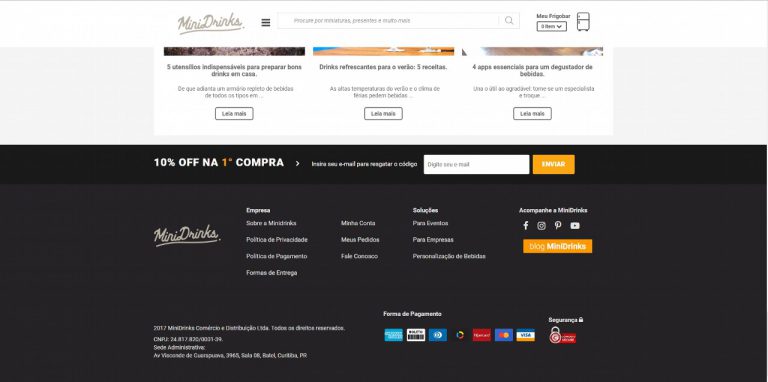 MiniDrinks.
Procure por miniaturas, presentes e muito mais
Meu Frigobar
0 Item
5 utensílios indispensáveis para preparar bons
drinks em casa.
De que adianta um armário repleto de bebidas
de todos os tipos em ...
Leia mais
Drinks refrescantes para o verão: 5 receitas.
As altas temperaturas do verão e o clima de
férias pedem bebidas ...
Leia mais
4 apps essenciais para um degustador de
bebidas.
Una o útil ao agradável: torne-se um especialista
e troque ...
Leia mais
10% OFF NA 1° COMPRA
Insira seu e-mail para resgatar o código
Digite seu e-mail
ENVIAR
MiniDrinks.
Empresa
Sobre a Minidrinks
Política de Privacidade
Política de Pagamento
Formas de Entrega
Minha Conta
Meus Pedidos
Fale Conosco
Soluções
Para Eventos
Para Empresas
Personalização de Bebidas
Acompanhe a MiniDrinks
blog MiniDrinks
2017 MiniDrinks Comércio e Distribuição Ltda. Todos os direitos reservados.
CNPJ: 24.817.820/0001-39.
Sede Administrativa:
Av Visconde de Guarapuava, 3965, Sala 08, Batel, Curitiba, PR
Forma de Pagamento
BOLETO
VISA
Segurança